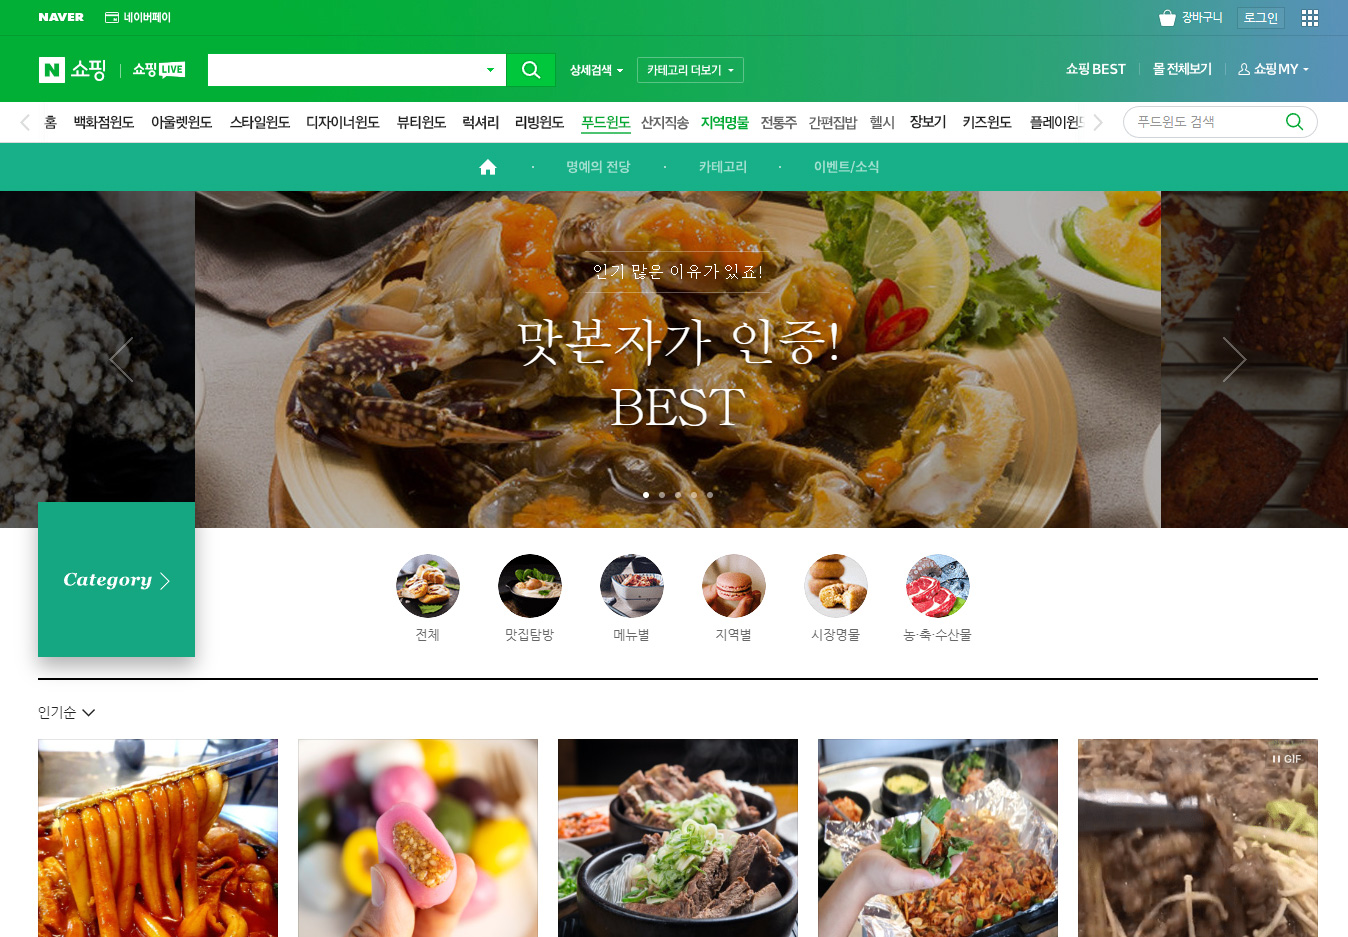 NAVER 네이버페이 장바구니 로그인
N 쇼핑 쇼핑 LIVE 상세검색 카테고리 더보기 쇼핑 BEST 몰 전체보기 쇼핑 MY
홈 백화점윈도 아울렛윈도 스타일윈도 디자이너윈도 뷰티윈도 럭셔리 리빙윈도 푸드윈도 산지직송 지역명물 전통주 간편집밥 헬시 장보기 키즈윈도 플레이윈도 푸드윈도 검색
명예의 전당 · 카테고리 · 이벤트/소식
인기 많은 이유가 있죠!
맛본자가 인증!
BEST
Category
전체 맛집탐방 메뉴별 지역별 시장명물 농·축·수산물
인기순
GIF